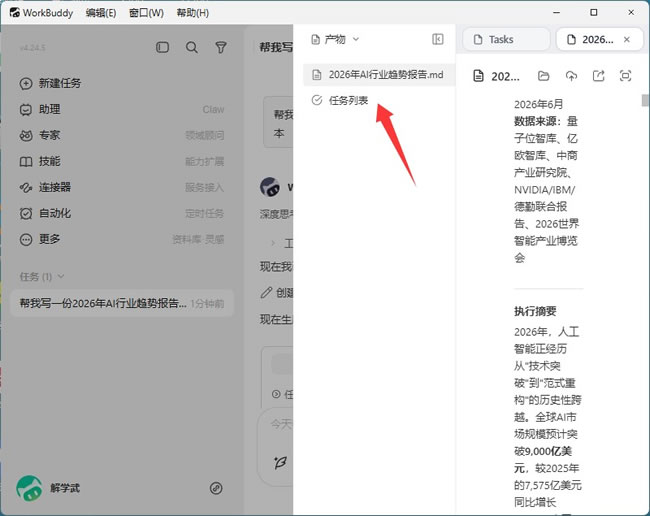 WorkBuddy 编辑(E) 窗口(W) 帮助(H)
v4.24.5
新建任务
助理 Claw
专家 领域顾问
技能 能力扩展
连接器 服务接入
自动化 定时任务
更多 资料库·灵感
任务 (1)
帮我写一份2026年AI行业趋势报告... 1分钟前
解学武
帮我写
帮我
本
W
深度思
工
现在我
创建
现在生
任
今天
产物
2026年AI行业趋势报告.md
任务列表
Tasks
2026...
202...
2026年6月
数据来源：量
子位智库、亿
欧智库、中商
产业研究院、
NVIDIA/IBM/
德勤联合报
告、2026世界
智能产业博览
会
执行摘要
2026年，人工
智能正经历
从"技术突
破"到"范式重
构"的历史性跨
越。全球AI市
场规模预计突
破9,000亿美
元，较2025年
的7,575亿美元
同比增长